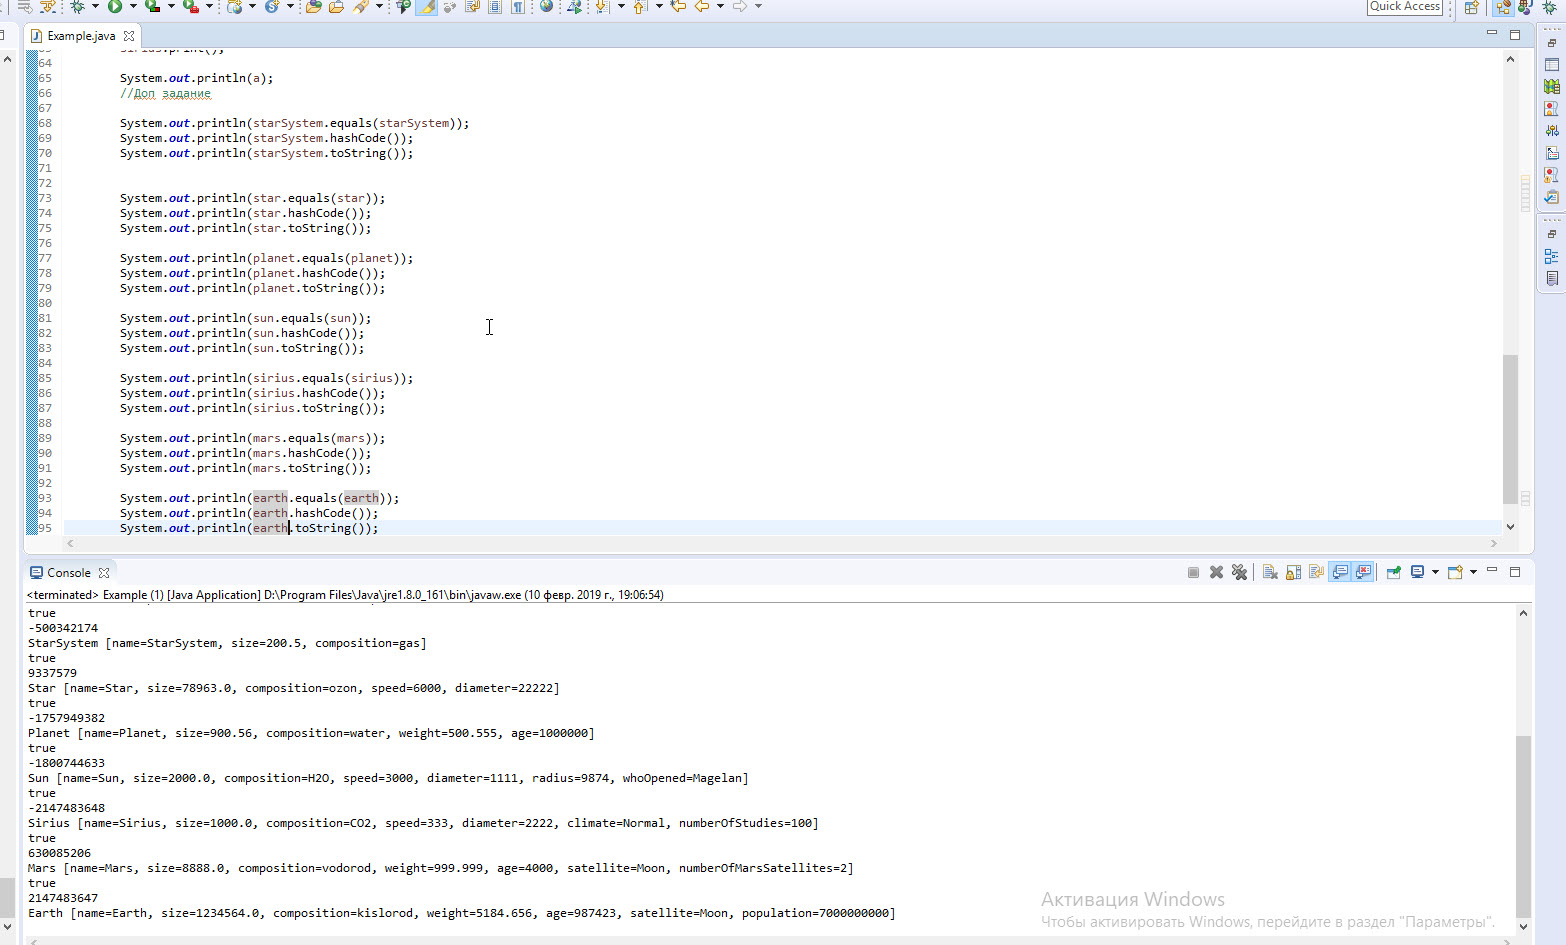 Quick Access
Example.java
64
65 System.out.println(a);
66 //Доп задание
67
68 System.out.println(starSystem.equals(starSystem));
69 System.out.println(starSystem.hashCode());
70 System.out.println(starSystem.toString());
71
72
73 System.out.println(star.equals(star));
74 System.out.println(star.hashCode());
75 System.out.println(star.toString());
76
77 System.out.println(planet.equals(planet));
78 System.out.println(planet.hashCode());
79 System.out.println(planet.toString());
80
81 System.out.println(sun.equals(sun));
82 System.out.println(sun.hashCode());
83 System.out.println(sun.toString());
84
85 System.out.println(sirius.equals(sirius));
86 System.out.println(sirius.hashCode());
87 System.out.println(sirius.toString());
88
89 System.out.println(mars.equals(mars));
90 System.out.println(mars.hashCode());
91 System.out.println(mars.toString());
92
93 System.out.println(earth.equals(earth));
94 System.out.println(earth.hashCode());
95 System.out.println(earth.toString());
Console
<terminated> Example (1) [Java Application] D:\Program Files\Java\jre1.8.0_161\bin\javaw.exe (10 февр. 2019 г., 19:06:54)
true
-500342174
StarSystem [name=StarSystem, size=200.5, composition=gas]
true
9337579
Star [name=Star, size=78963.0, composition=ozon, speed=6000, diameter=22222]
true
-1757949382
Planet [name=Planet, size=900.56, composition=water, weight=500.555, age=1000000]
true
-1800744633
Sun [name=Sun, size=2000.0, composition=H2O, speed=3000, diameter=1111, radius=9874, whoOpened=Magelan]
true
-2147483648
Sirius [name=Sirius, size=1000.0, composition=CO2, speed=333, diameter=2222, climate=Normal, numberOfStudies=100]
true
630085206
Mars [name=Mars, size=8888.0, composition=vodorod, weight=999.999, age=4000, satellite=Moon, numberOfMarsSatellites=2]
true
2147483647
Earth [name=Earth, size=1234564.0, composition=kislorod, weight=5184.656, age=987423, satellite=Moon, population=7000000000]
Активация Windows
Чтобы активировать Windows, перейдите в раздел "Параметры".